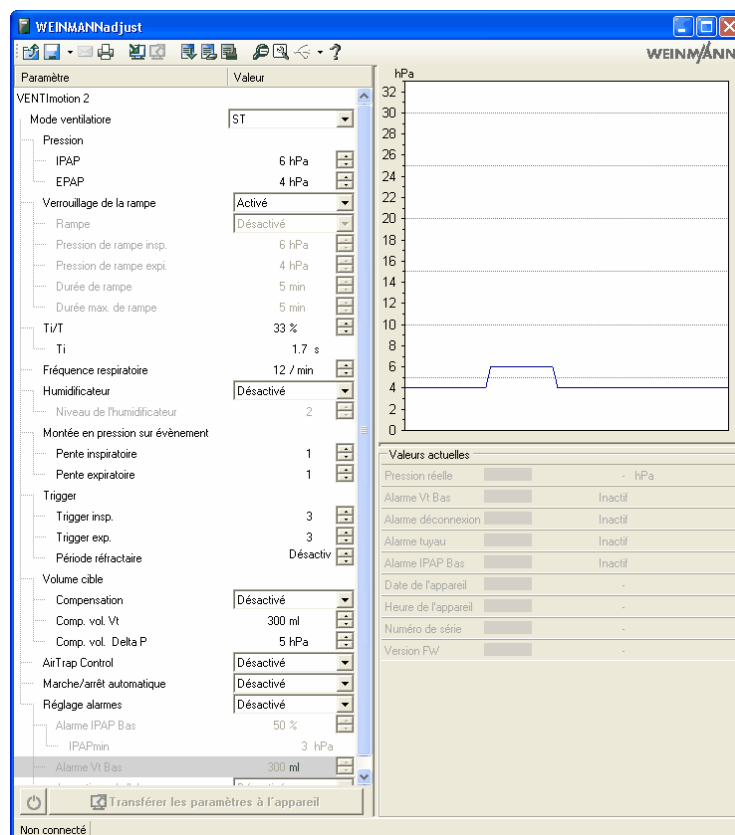 WEINMANNadjust
WEINMANN
Paramètre Valeur
VENTImotion 2
Mode ventilatiore ST
Pression
IPAP 6 hPa
EPAP 4 hPa
Verrouillage de la rampe Activé
Rampe Désactivé
Pression de rampe insp. 6 hPa
Pression de rampe expi. 4 hPa
Durée de rampe 5 min
Durée max. de rampe 5 min
Ti/T 33 %
Ti 1.7 s
Fréquence respiratoire 12 / min
Humidificateur Désactivé
Niveau de l'humidificateur 2
Montée en pression sur évènement
Pente inspiratoire 1
Pente expiratoire 1
Trigger
Trigger insp. 3
Trigger exp. 3
Période réfractaire Désactiv
Volume cible
Compensation Désactivé
Comp. vol. Vt 300 ml
Comp. vol. Delta P 5 hPa
AirTrap Control Désactivé
Marche/arrêt automatique Désactivé
Réglage alarmes Désactivé
Alarme IPAP Bas 50 %
IPAPmin 3 hPa
Alarme Vt Bas 300 ml
Transférer les paramètres à l'appareil
Non connecté
hPa
32
30
28
26
24
22
20
18
16
14
12
10
8
6
4
2
0
Valeurs actuelles
Pression réelle - hPa
Alarme Vt Bas Inactif
Alarme déconnexion Inactif
Alarme tuyau Inactif
Alarme IPAP Bas Inactif
Date de l'appareil -
Heure de l'appareil -
Numéro de série -
Version FW -